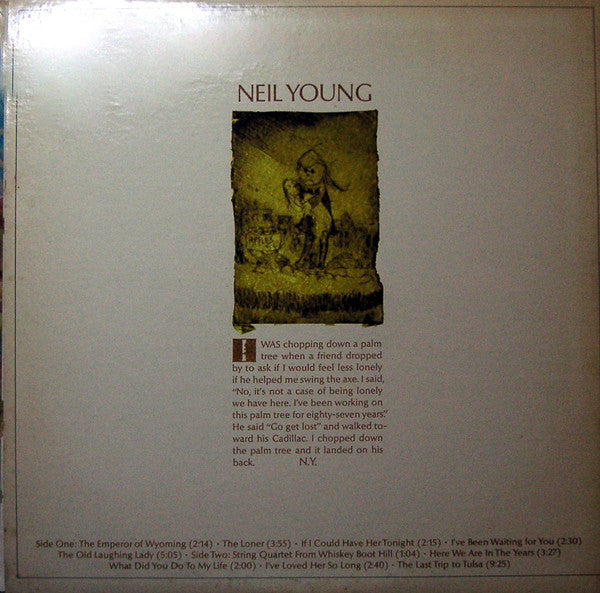 NEIL YOUNG
I WAS chopping down a palm
tree when a friend dropped
by to ask if I would feel less lonely
if he helped me swing the axe. I said,
"No, it's not a case of being lonely
we have here. I've been working on
this palm tree for eighty-seven years."
He said "Go get lost" and walked to-
ward his Cadillac. I chopped down
the palm tree and it landed on his
back. N.Y.
Side One: The Emperor of Wyoming (2:14) · The Loner (3:55) · If I Could Have Her Tonight (2:15) · I've Been Waiting for You (2:30)
The Old Laughing Lady (5:05) · Side Two: String Quartet From Whiskey Boot Hill (1:04) · Here We Are In The Years (3:27)
What Did You Do To My Life (2:00) · I've Loved Her So Long (2:40) · The Last Trip to Tulsa (9:25)